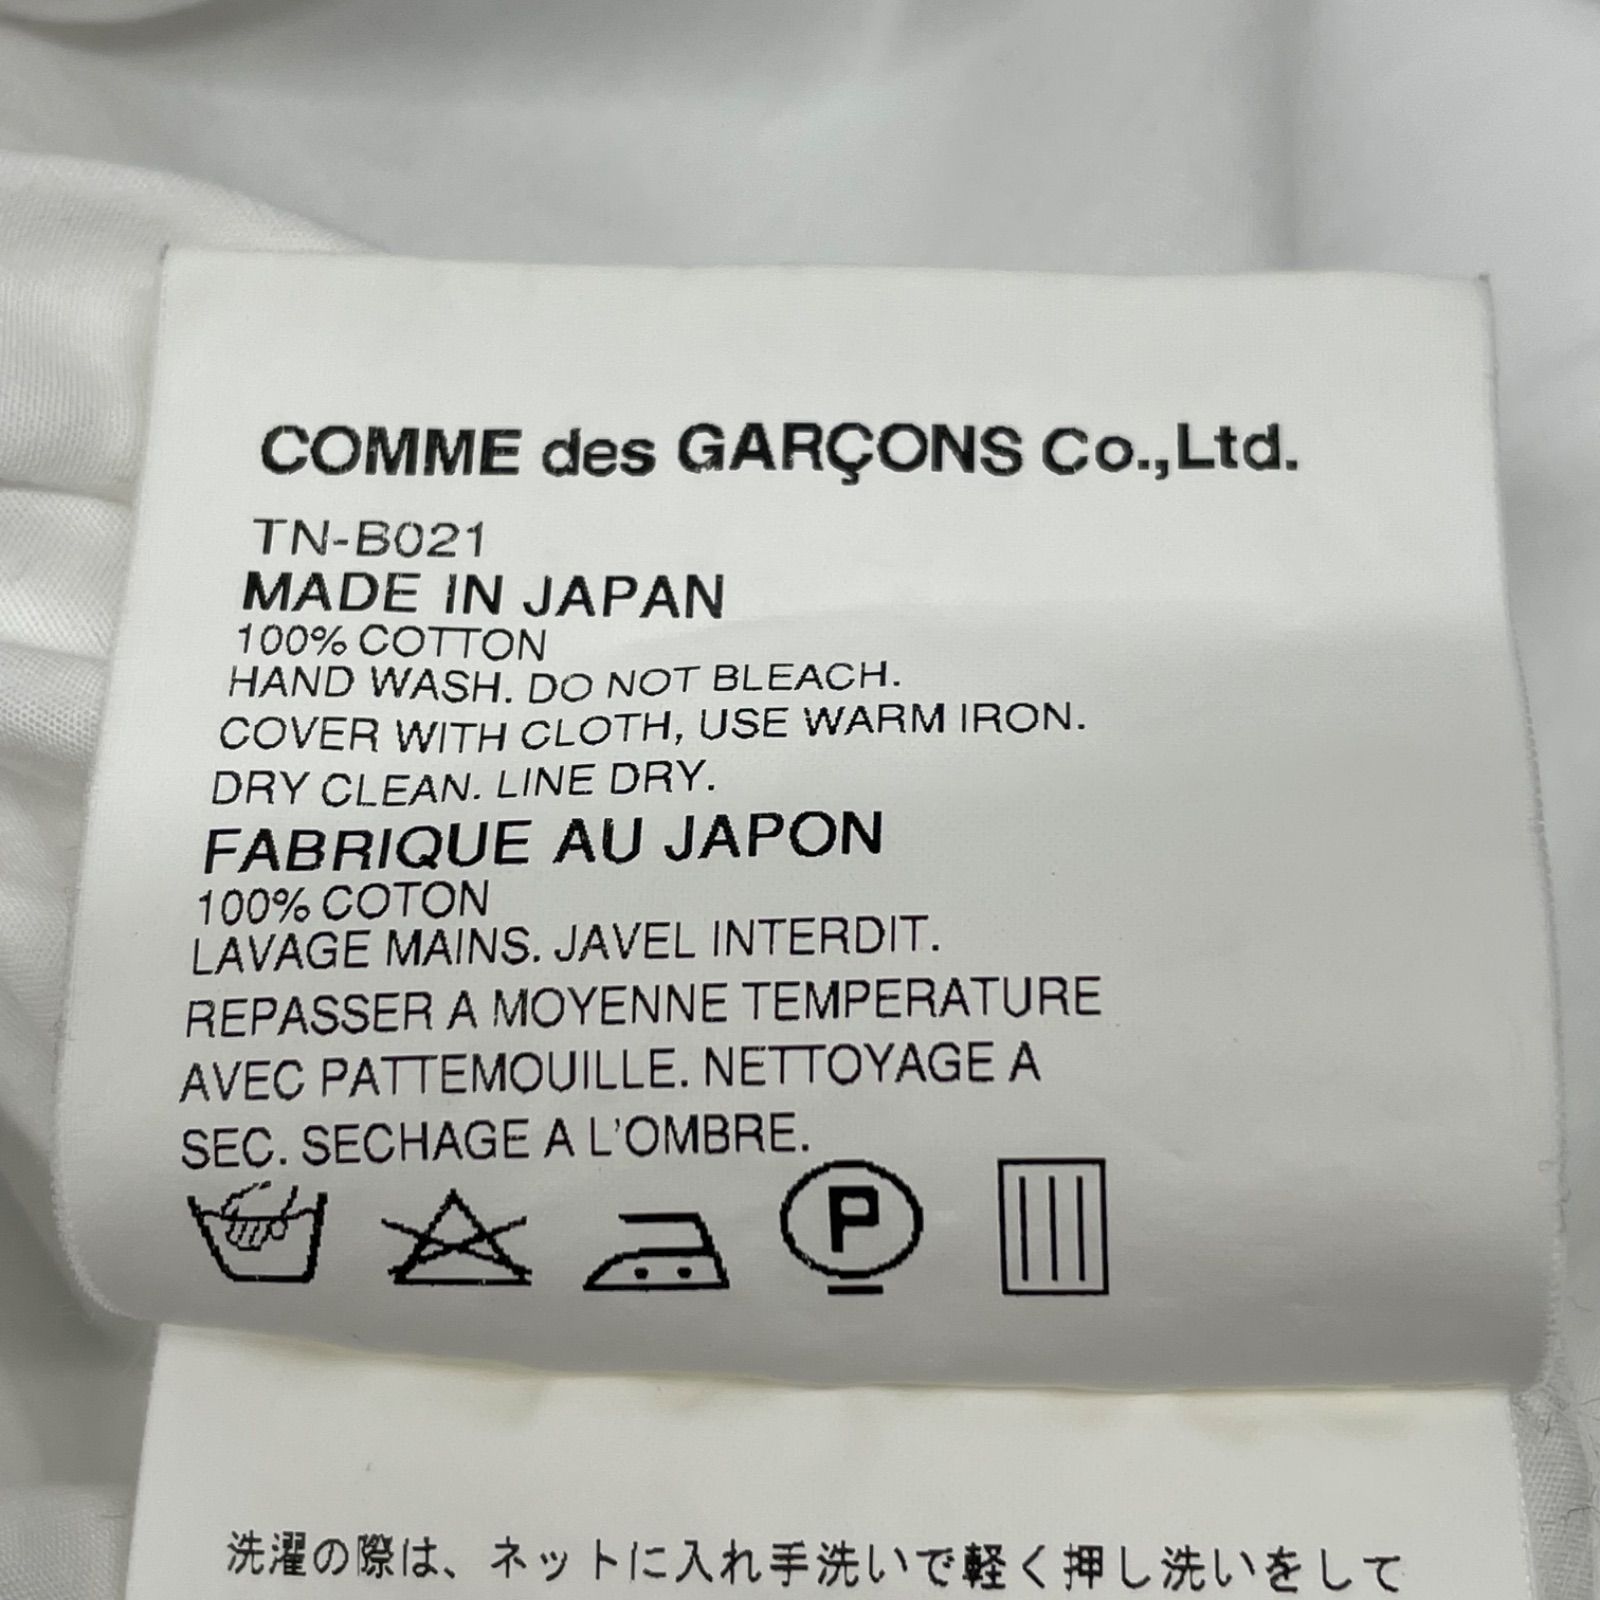 COMME des GARÇONS Co.,Ltd.
TN-B021
MADE IN JAPAN
100% COTTON
HAND WASH. DO NOT BLEACH.
COVER WITH CLOTH, USE WARM IRON.
DRY CLEAN. LINE DRY.
FABRIQUE AU JAPON
100% COTON
LAVAGE MAINS. JAVEL INTERDIT.
REPASSER A MOYENNE TEMPERATURE
AVEC PATTEMOUILLE. NETTOYAGE A
SEC. SECHAGE A L'OMBRE.
P
洗濯の際は、ネットに入れ手洗いで軽く押し洗いをして